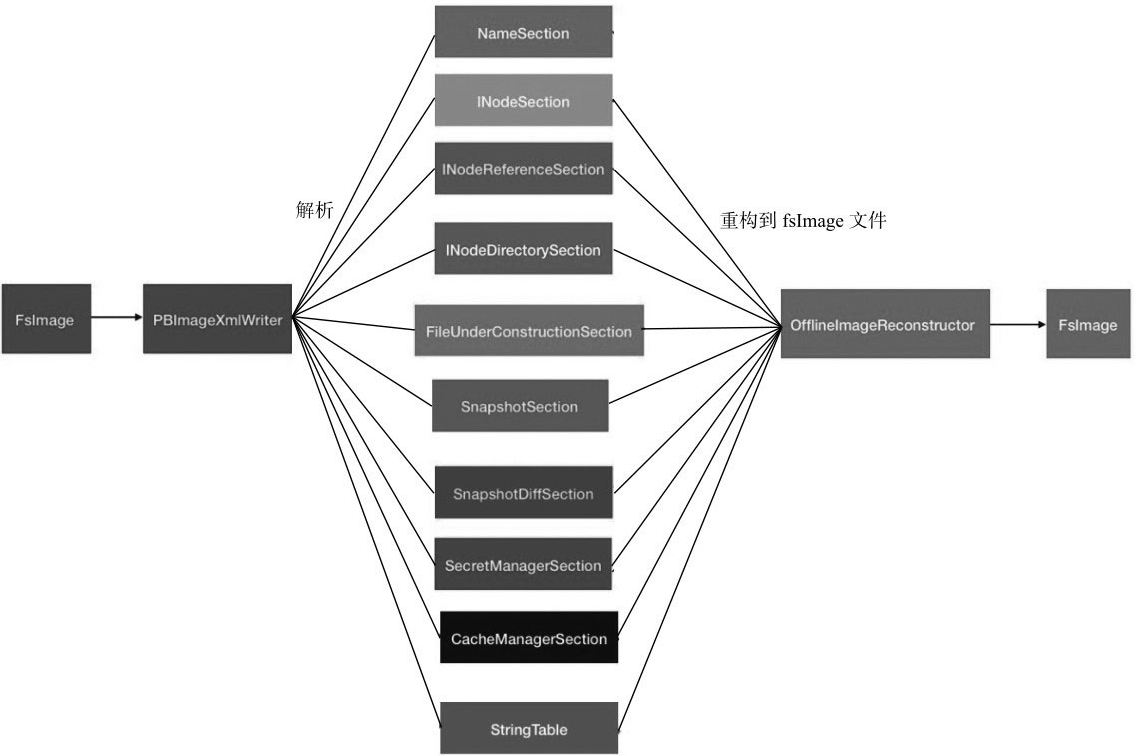 NameSection
INodeSection
INodeReferenceSection
解析
重构到 fsImage 文件
INodeDirectorySection
FsImage
PBImageXmlWriter
FileUnderConstructionSection
OfflineImageReconstructor
FsImage
SnapshotSection
SnapshotDiffSection
SecretManagerSection
CacheManagerSection
StringTable